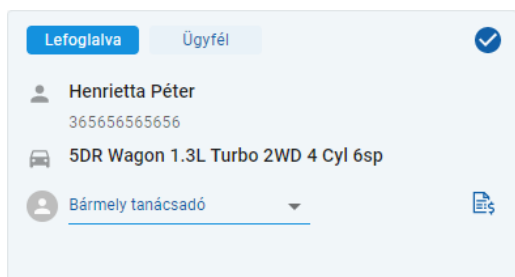 Lefoglalva Ügyfél
Henrietta Péter
365656565656
5DR Wagon 1.3L Turbo 2WD 4 Cyl 6sp
Bármely tanácsadó